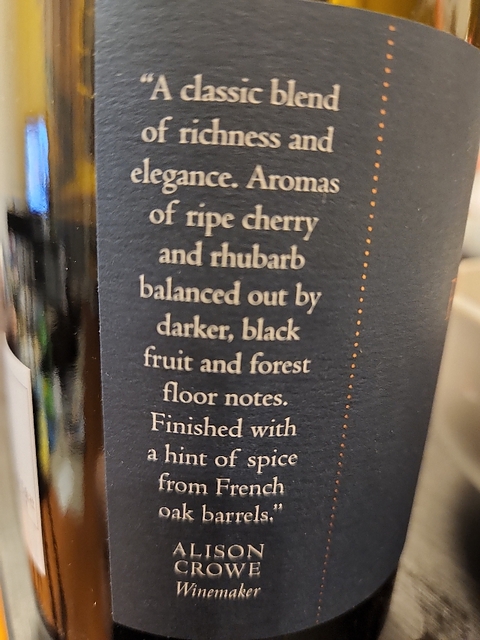 “A classic blend
of richness and
elegance. Aromas
of ripe cherry
and rhubarb
balanced out by
darker, black
fruit and forest
floor notes.
Finished with
a hint of spice
from French
oak barrels.”
ALISON
CROWE
Winemaker